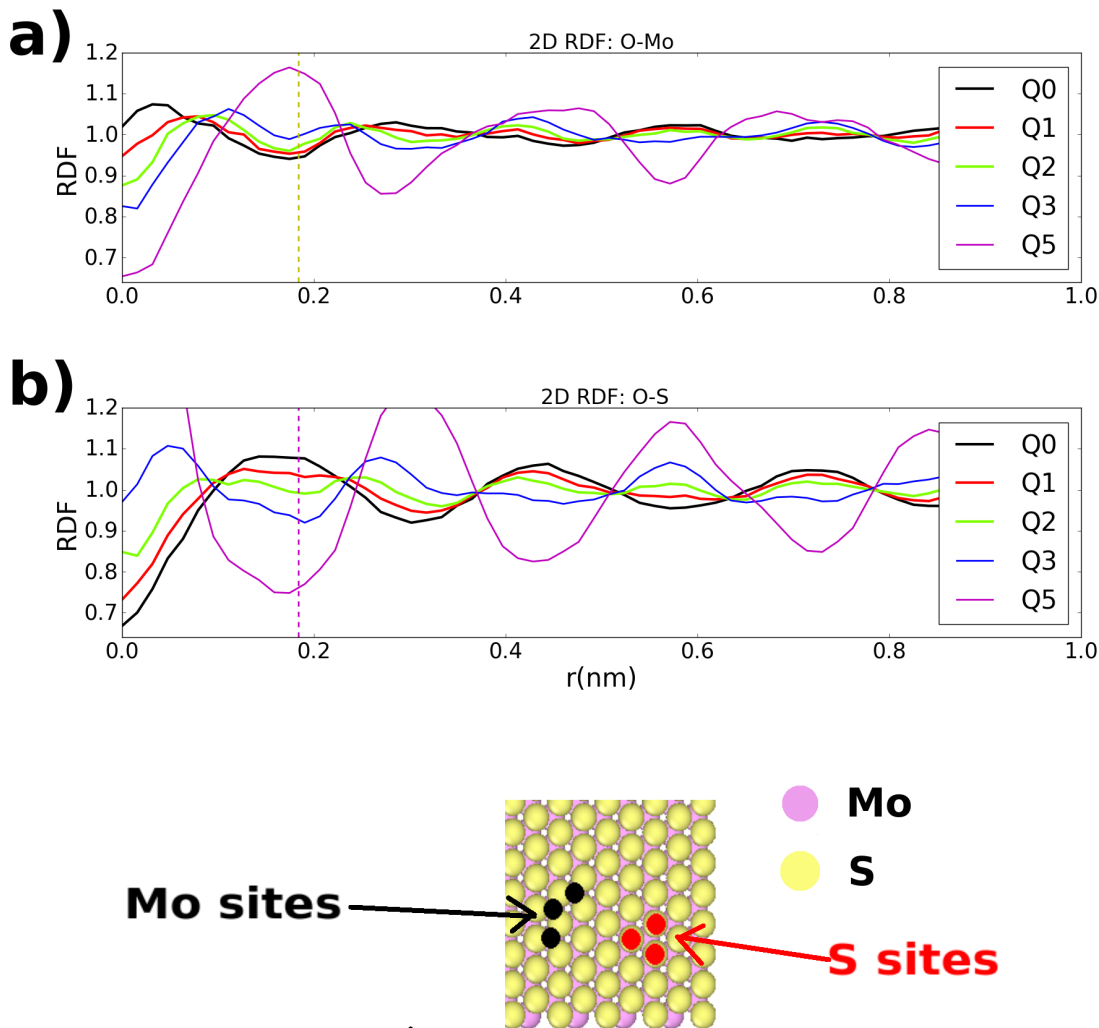 a)
2D RDF: O-Mo
1.2
1.1
1.0
0.9
0.8
0.7
RDF
0.0 0.2 0.4 0.6 0.8 1.0
Q0
Q1
Q2
Q3
Q5
b)
2D RDF: O-S
1.2
1.1
1.0
0.9
0.8
0.7
RDF
0.0 0.2 0.4 0.6 0.8 1.0
r(nm)
Q0
Q1
Q2
Q3
Q5
Mo
S
Mo sites
S sites